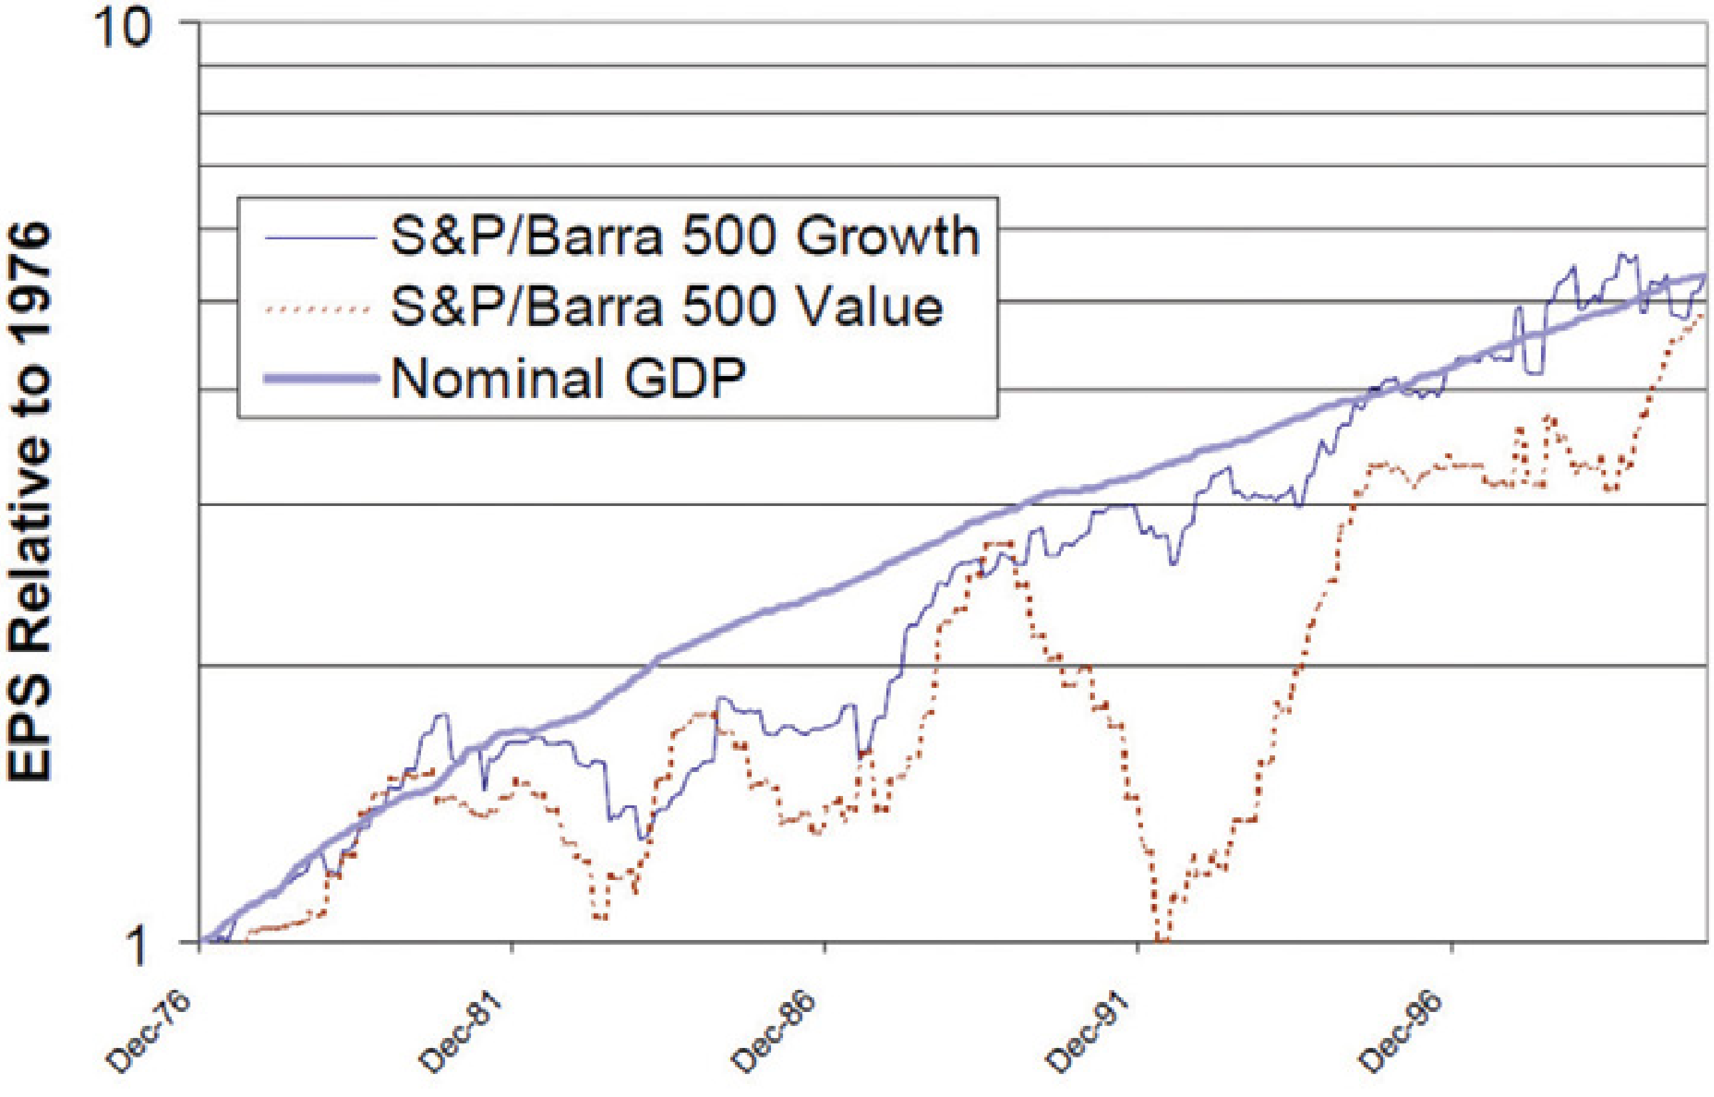 10
EPS Relative to 1976
S&P/Barra 500 Growth
S&P/Barra 500 Value
Nominal GDP
1
Dec-76
Dec-81
Dec-86
Dec-91
Dec-96